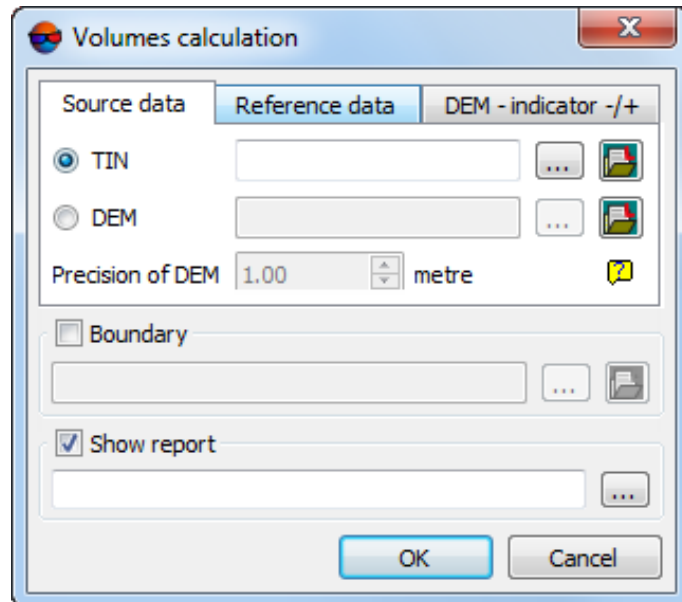 Volumes calculation
Source data Reference data DEM - indicator -/+
TIN ...
DEM ...
Precision of DEM 1.00 metre ?
Boundary
...
Show report
...
OK Cancel